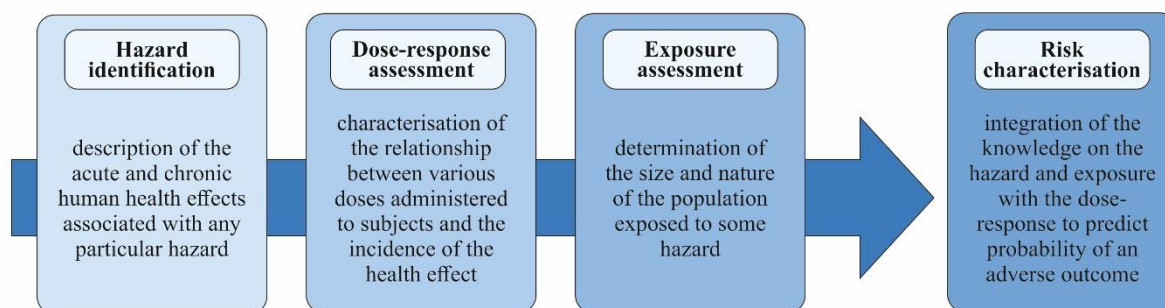 Hazard
identification
description of the
acute and chronic
human health effects
associated with any
particular hazard
Dose-response
assessment
characterisation of
the relationship
between various
doses administered
to subjects and the
incidence of the
health effect
Exposure
assessment
determination of
the size and nature
of the population
exposed to some
hazard
Risk
characterisation
integration of the
knowledge on the
hazard and exposure
with the dose-
response to predict
probability of an
adverse outcome